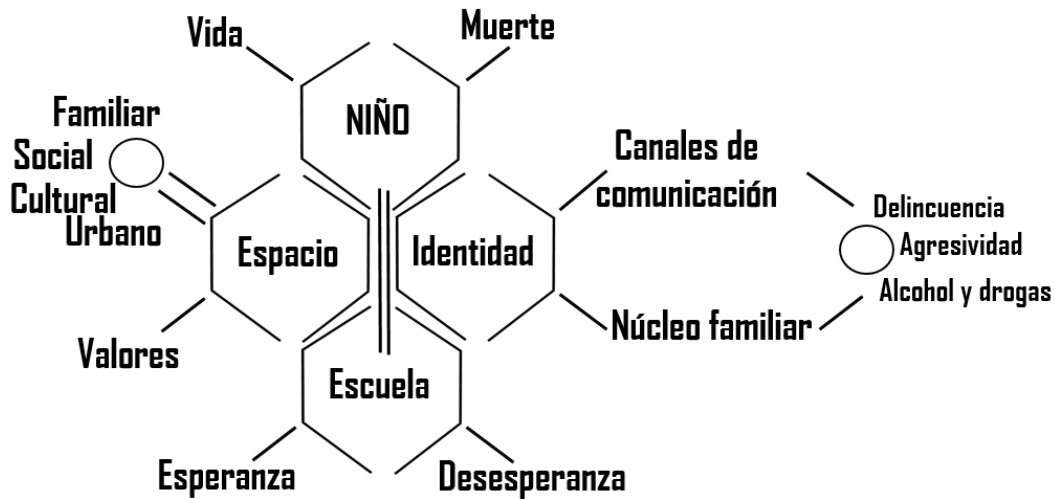 Vida
Muerte
NIÑO
Familiar
Social
Cultural
Urbano
Canales de
comunicación
Delincuencia
Agresividad
Alcohol y drogas
Espacio
Identidad
Núcleo familiar
Valores
Escuela
Esperanza
Desesperanza